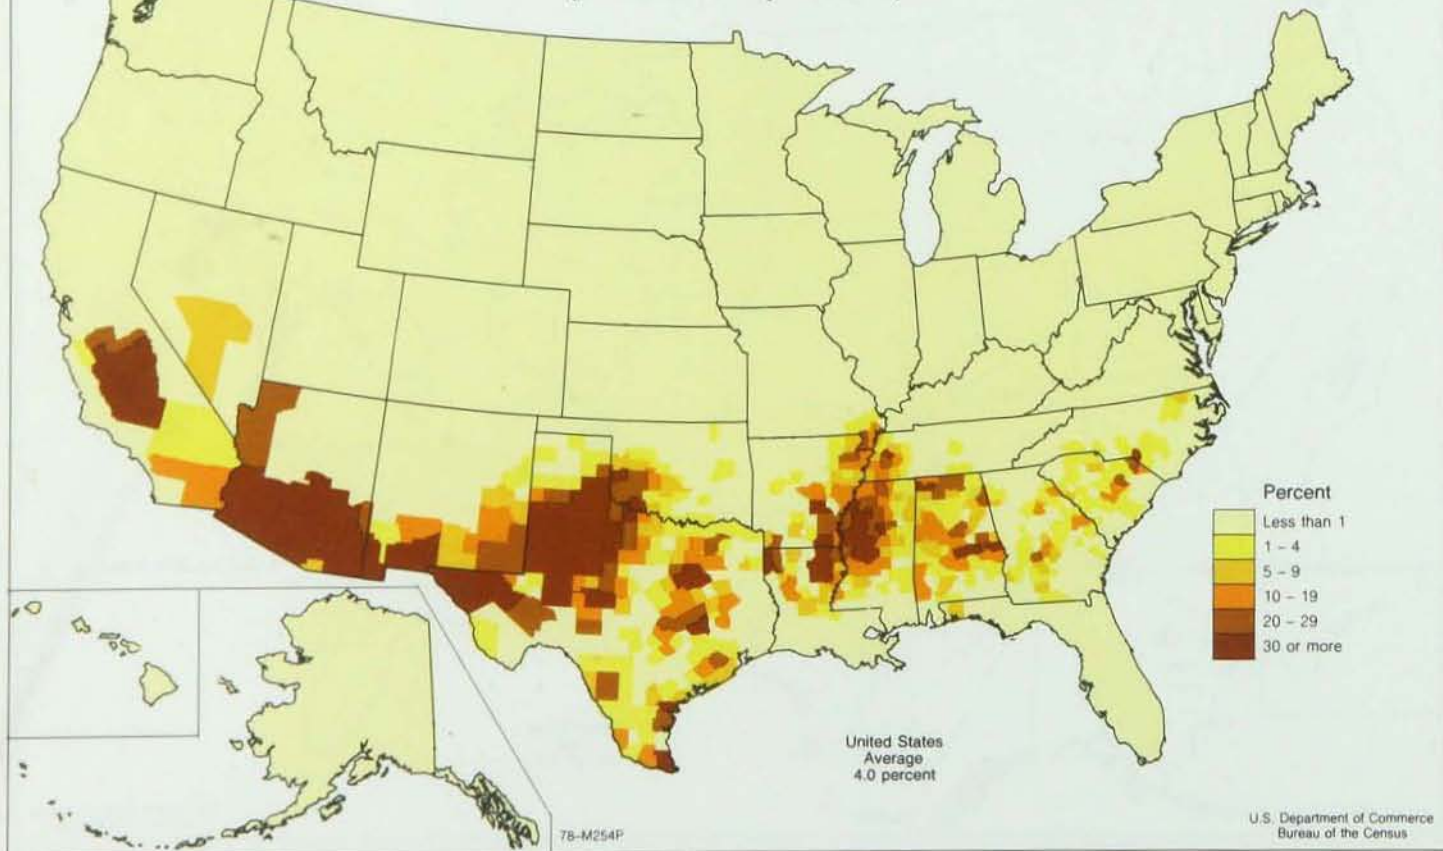 Percent
Less than 1
1 – 4
5 – 9
10 – 19
20 – 29
30 or more
United States
Average
4.0 percent
78-M254P
U.S. Department of Commerce
Bureau of the Census